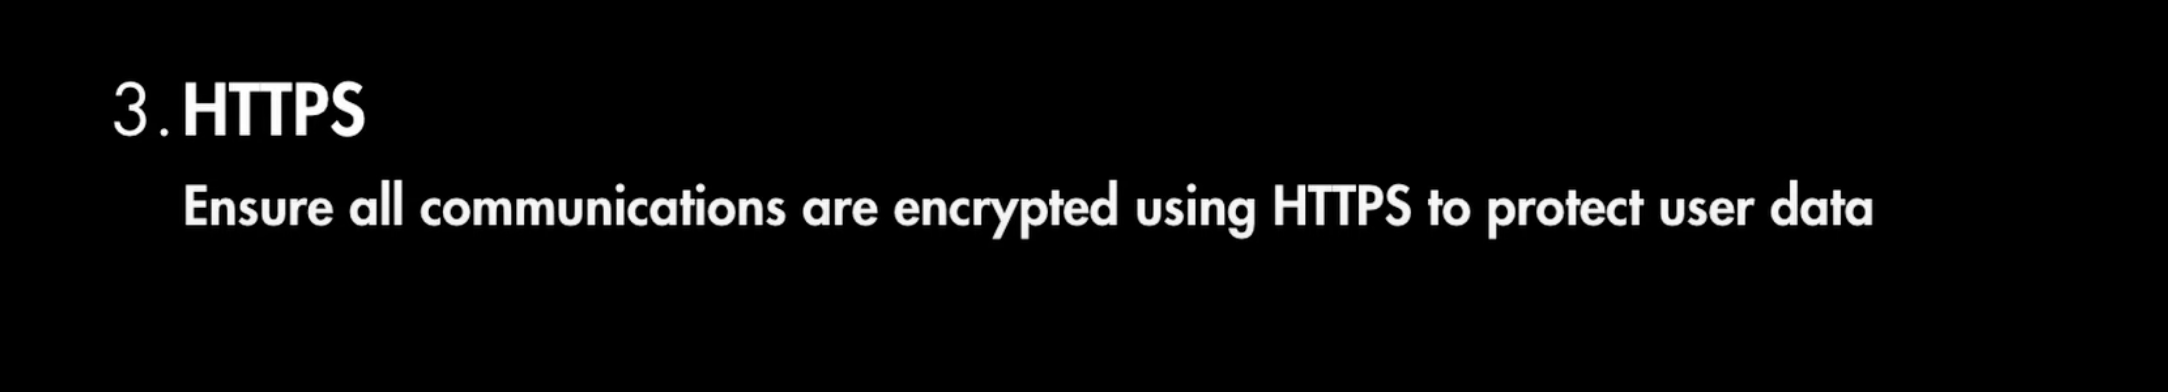 3. HTTPS
Ensure all communications are encrypted using HTTPS to protect user data